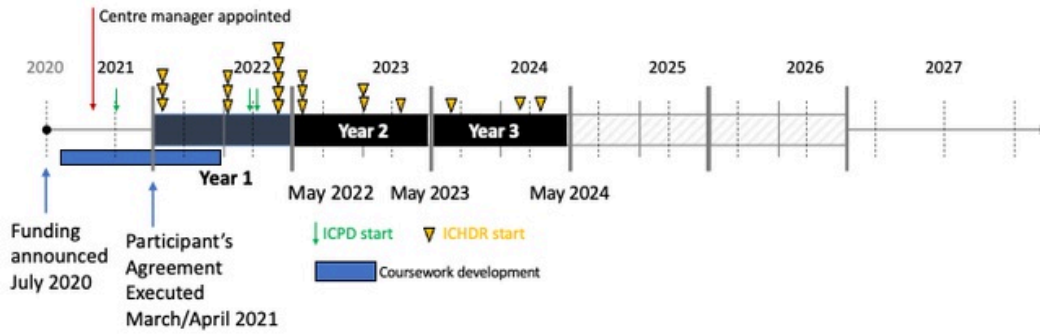 Centre manager appointed
2020 2021 2022 2023 2024 2025 2026 2027
Year 2 Year 3
Year 1
May 2022 May 2023 May 2024
Funding
announced
July 2020
Participant's
Agreement
Executed
March/April 2021
ICPD start ICHDR start
Coursework development